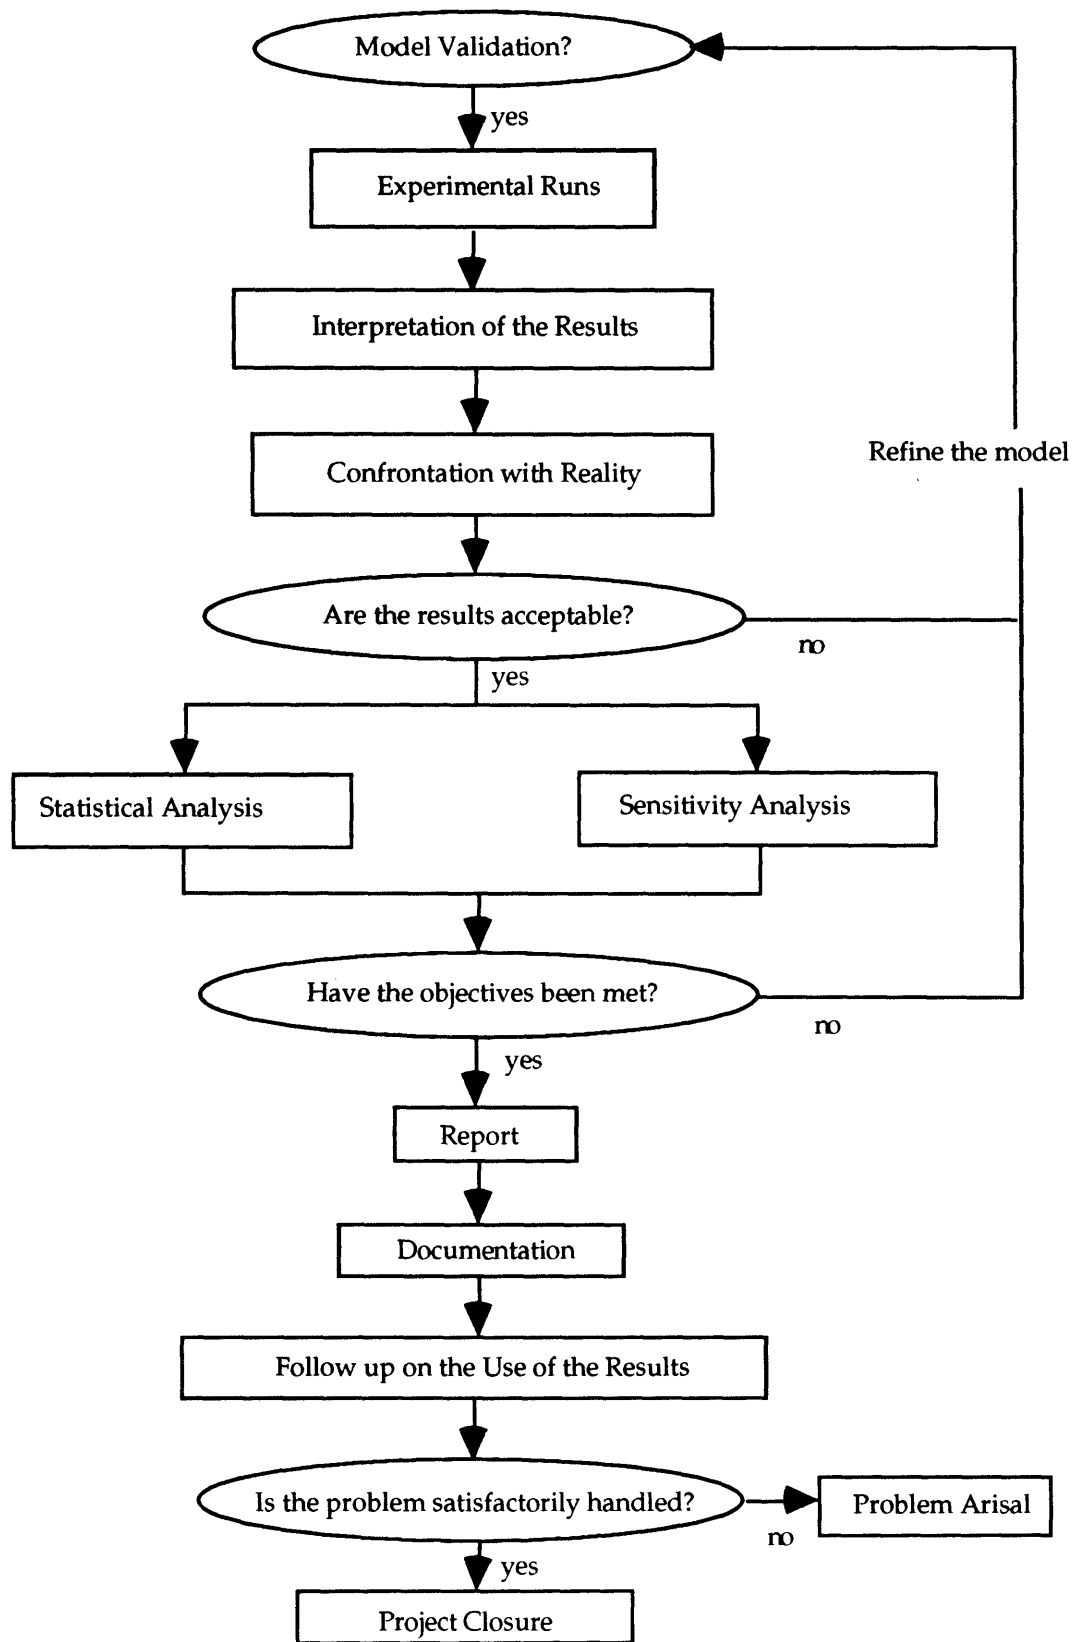 Model Validation?
yes
Experimental Runs
Interpretation of the Results
Refine the model
Confrontation with Reality
Are the results acceptable?
no
yes
Statistical Analysis
Sensitivity Analysis
Have the objectives been met?
no
yes
Report
Documentation
Follow up on the Use of the Results
Is the problem satisfactorily handled?
Problem Arisal
no
yes
Project Closure